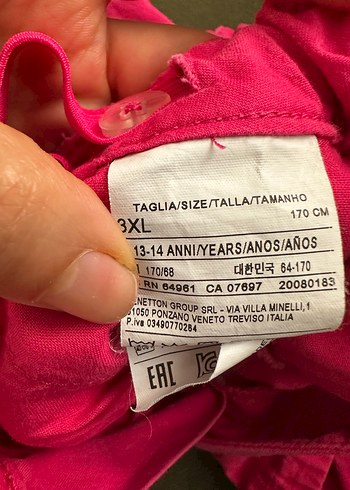 TAGLIA/SIZE/TALLA/TAMANHO
3XL 170 CM
13-14 ANNI/YEARS/ANOS/AÑOS
170/68 대한민국 64-170
RN 64961 CA 07697 20080183
BENETTON GROUP SRL - VIA VILLA MINELLI,1
31050 PONZANO VENETO TREVISO ITALIA
P.iva 03490770264
EAC